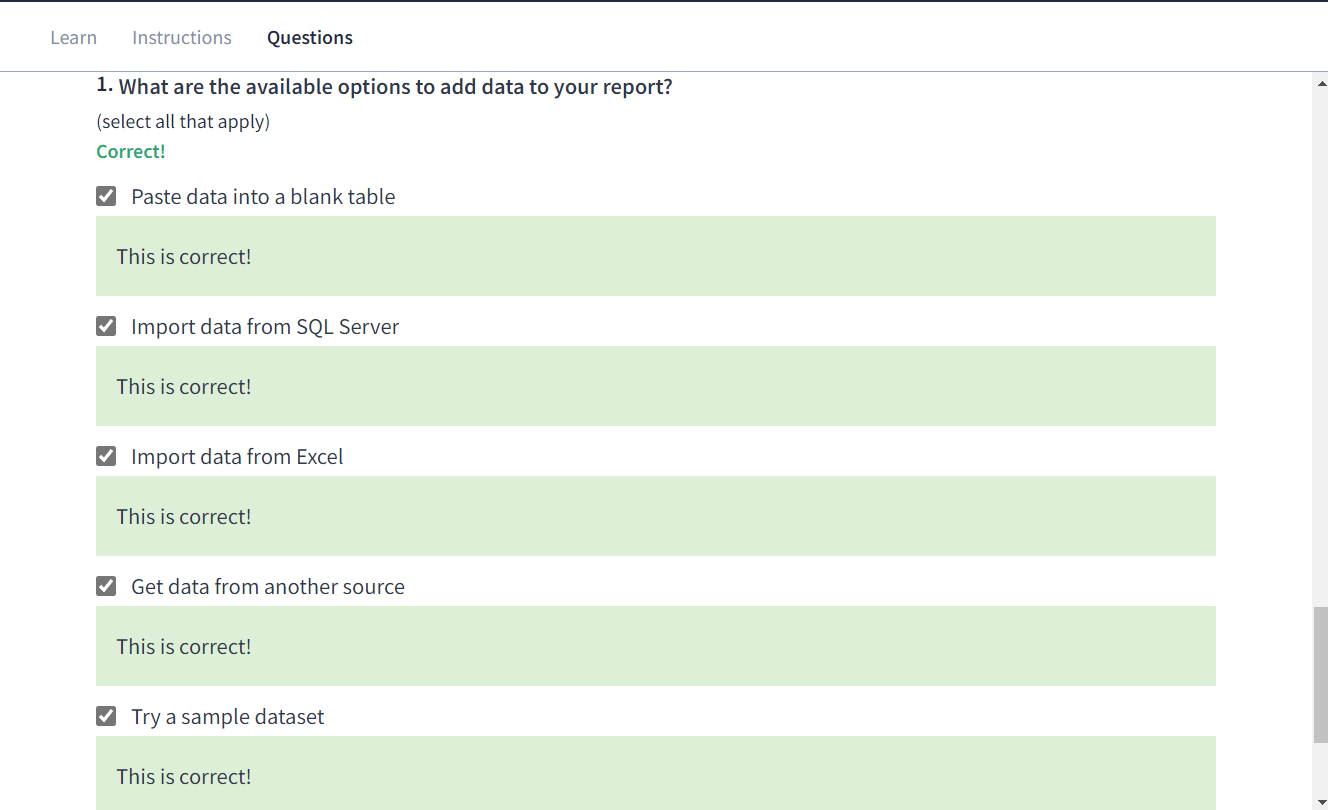 Learn Instructions Questions
1. What are the available options to add data to your report?
(select all that apply)
Correct!
Paste data into a blank table
This is correct!
Import data from SQL Server
This is correct!
Import data from Excel
This is correct!
Get data from another source
This is correct!
Try a sample dataset
This is correct!